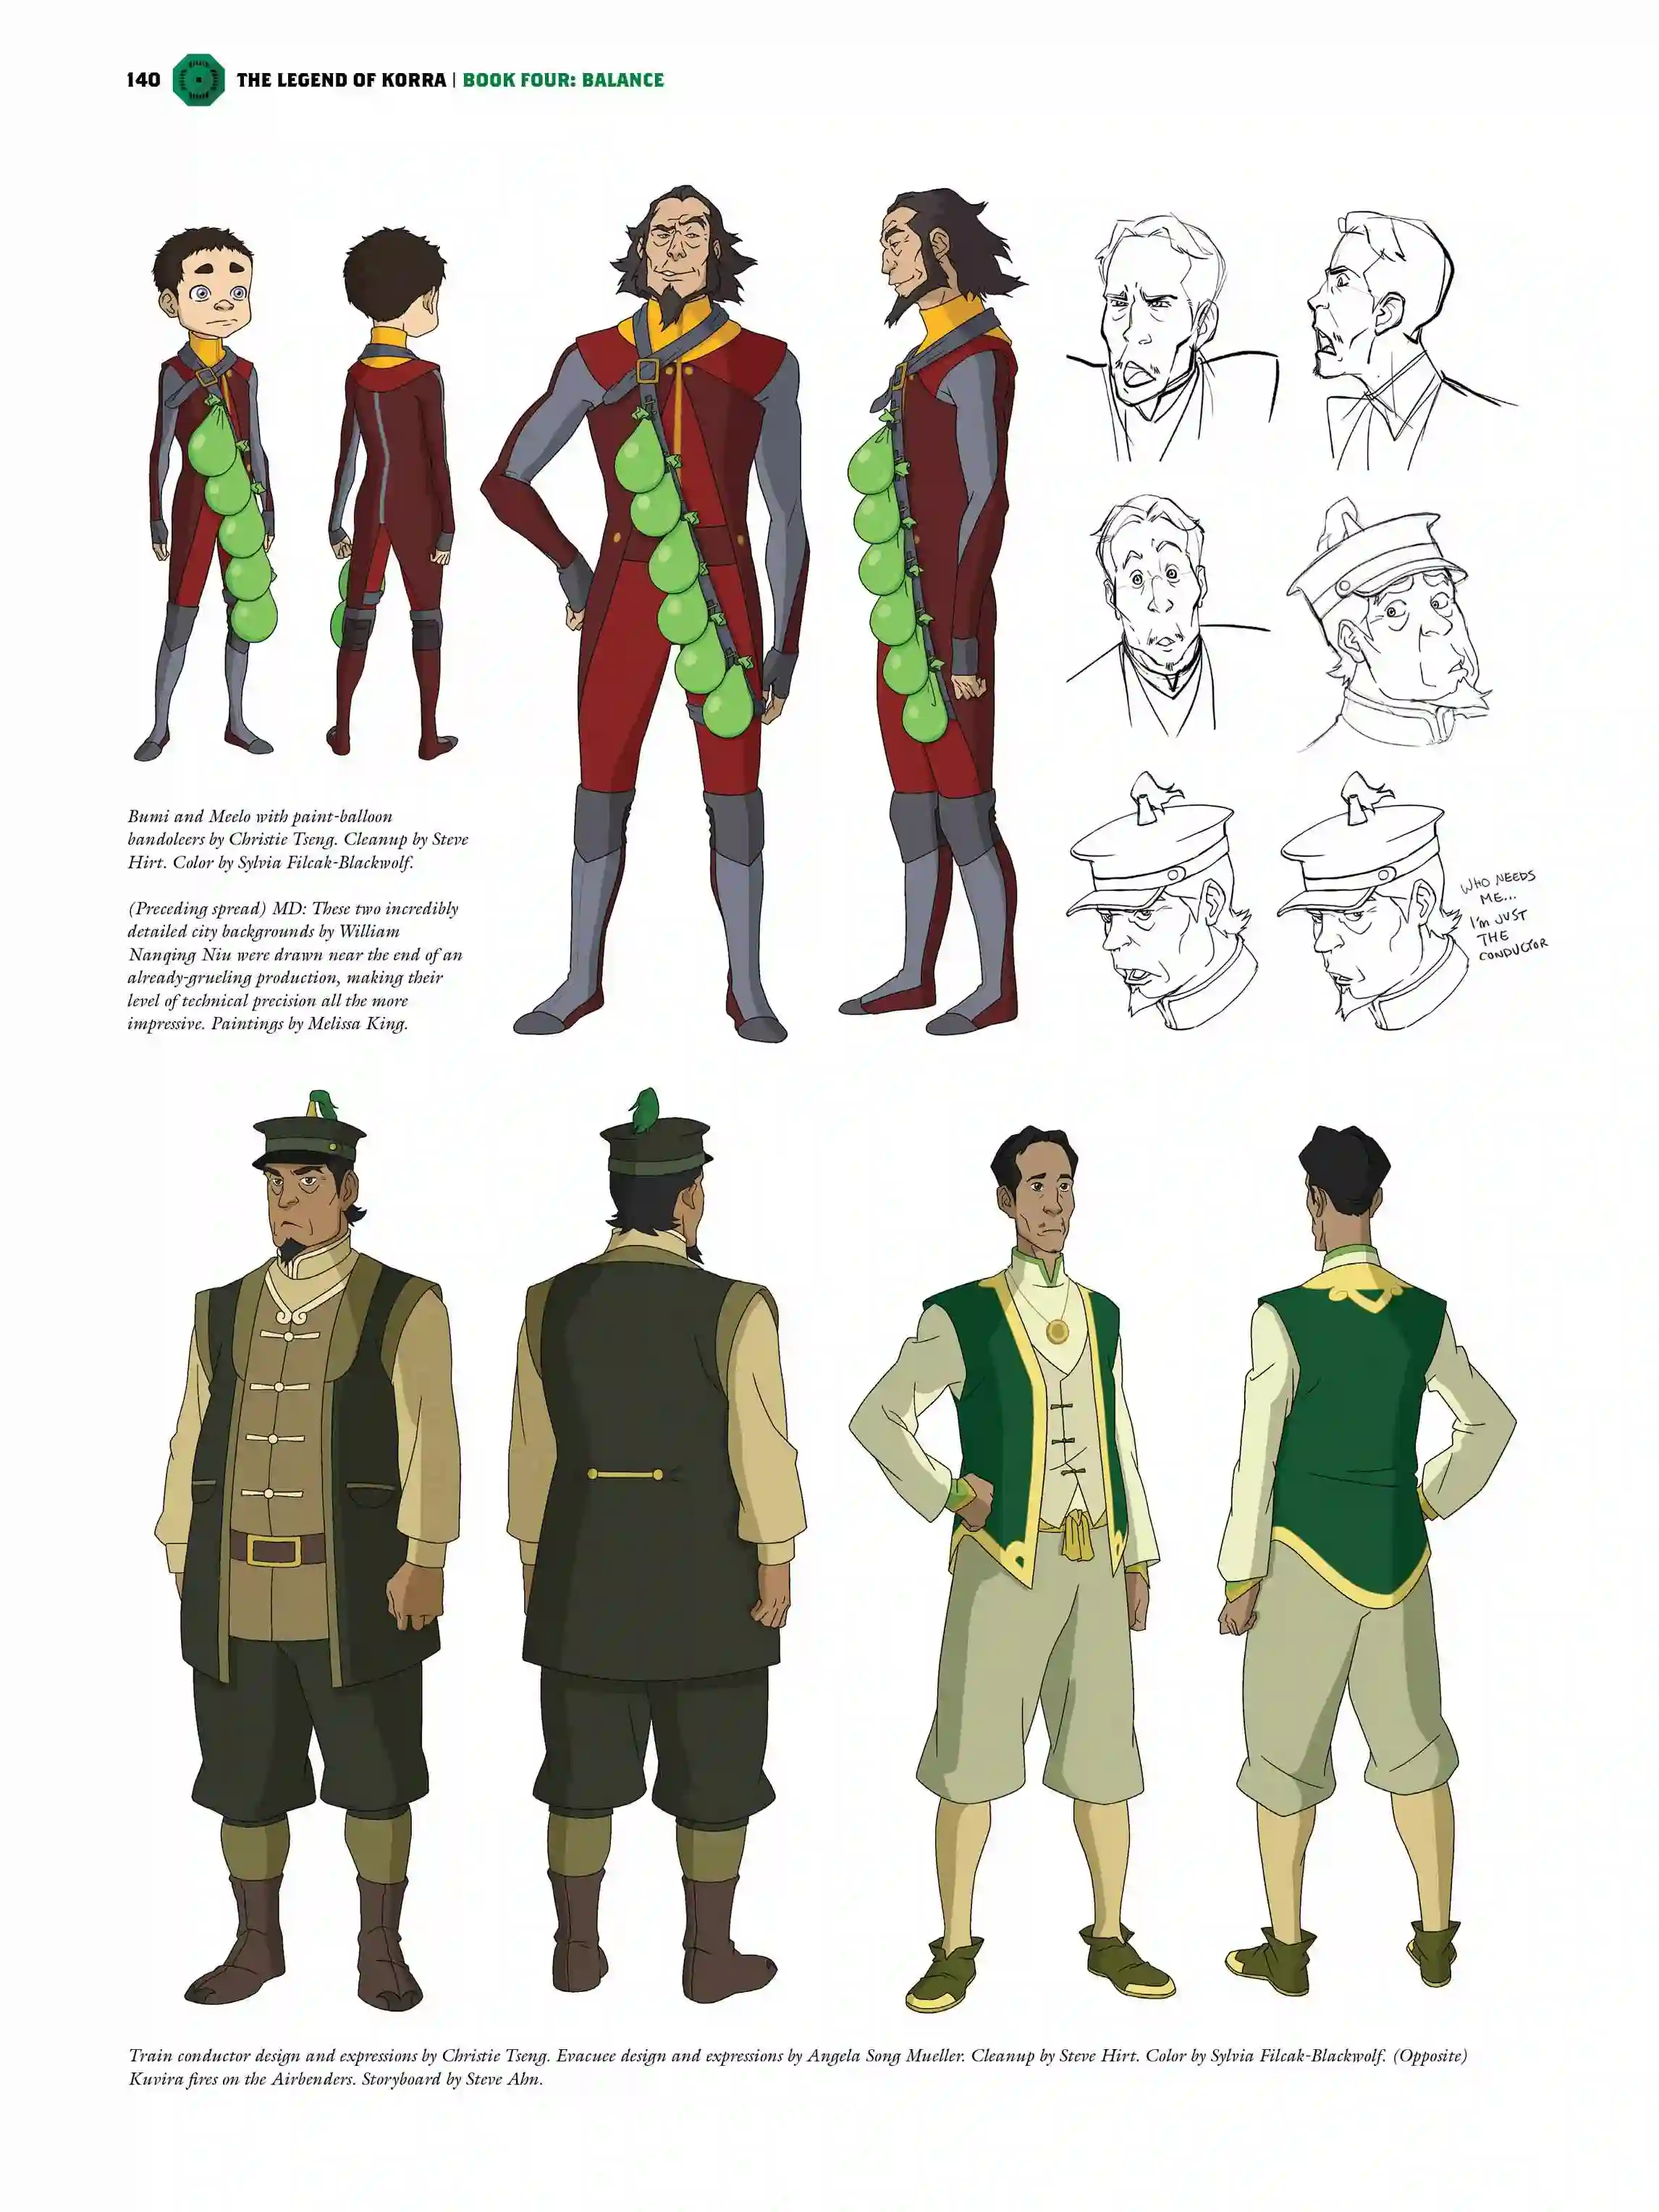 140 THE LEGEND OF KORRA | BOOK FOUR: BALANCE
Bumi and Meelo with paint-balloon
bandoleers by Christie Tseng. Cleanup by Steve
Hirt. Color by Sylvia Filcak-Blackwolf.
(Preceding spread) MD: These two incredibly
detailed city backgrounds by William
Nanqing Niu were drawn near the end of an
already-grueling production, making their
level of technical precision all the more
impressive. Paintings by Melissa King.
WHO NEEDS
ME...
I'm JUST
THE
CONDUCTOR
Train conductor design and expressions by Christie Tseng. Evacuee design and expressions by Angela Song Mueller. Cleanup by Steve Hirt. Color by Sylvia Filcak-Blackwolf. (Opposite)
Kuvira fires on the Airbenders. Storyboard by Steve Ahn.